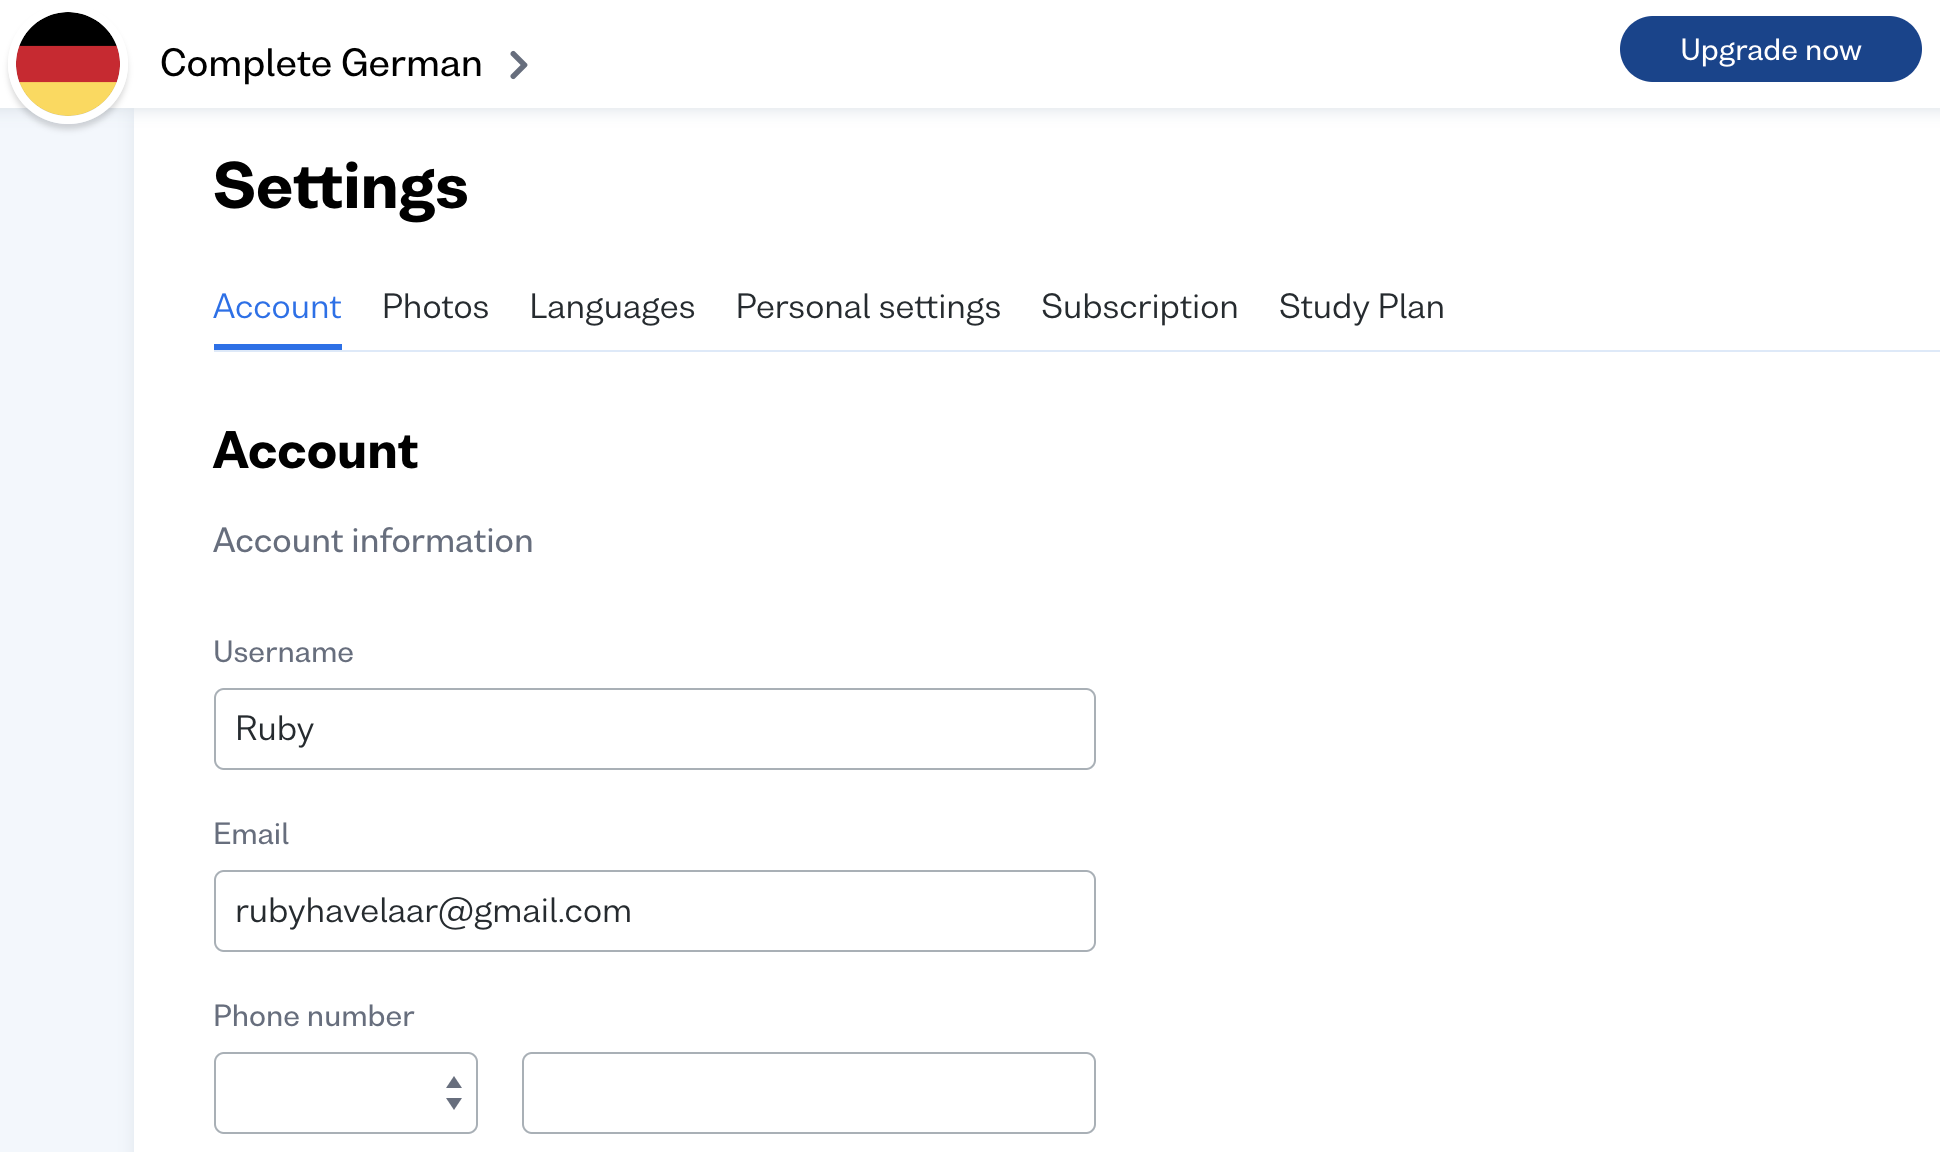 Complete German
Upgrade now
Settings
Account Photos Languages Personal settings Subscription Study Plan
Account
Account information
Username
Ruby
Email
rubyhavelaar@gmail.com
Phone number